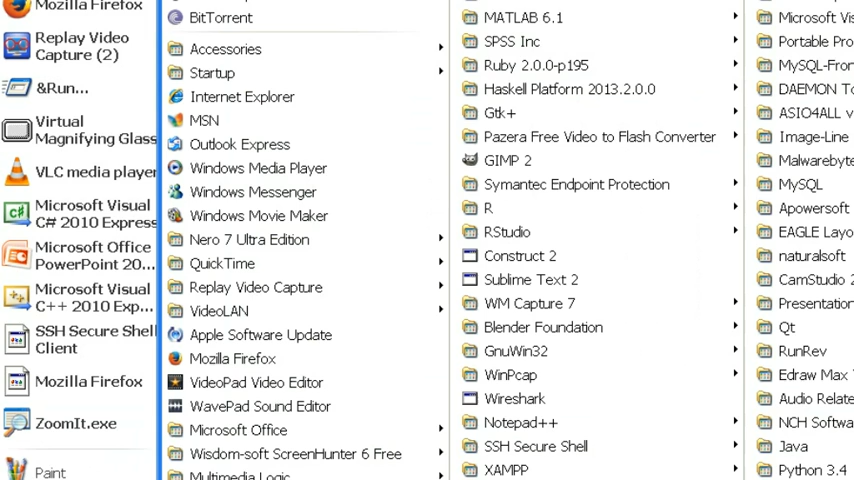 Mozilla Firefox
Replay Video
Capture (2)
&Run...
Virtual
Magnifying Glass
VLC media player
Microsoft Visual
C# 2010 Express
Microsoft Office
PowerPoint 20...
Microsoft Visual
C++ 2010 Exp...
SSH Secure Shell
Client
Mozilla Firefox
ZoomIt.exe
Paint
BitTorrent
Accessories
Startup
Internet Explorer
MSN
Outlook Express
Windows Media Player
Windows Messenger
Windows Movie Maker
Nero 7 Ultra Edition
QuickTime
Replay Video Capture
VideoLAN
Apple Software Update
Mozilla Firefox
VideoPad Video Editor
WavePad Sound Editor
Microsoft Office
Wisdom-soft ScreenHunter 6 Free
Multimedia Logic
MATLAB 6.1
SPSS Inc
Ruby 2.0.0-p195
Haskell Platform 2013.2.0.0
Gtk+
Pazera Free Video to Flash Converter
GIMP 2
Symantec Endpoint Protection
R
RStudio
Construct 2
Sublime Text 2
WM Capture 7
Blender Foundation
GnuWin32
WinPcap
Wireshark
Notepad++
SSH Secure Shell
XAMPP
Microsoft Vis
Portable Pro
MySQL-Fron
DAEMON To
ASIO4ALL v
Image-Line
Malwarebyte
MySQL
Apowersoft
EAGLE Layo
naturalsoft
CamStudio 2
Presentation
Qt
RunRev
Edraw Max
Audio Relate
NCH Softwa
Java
Python 3.4